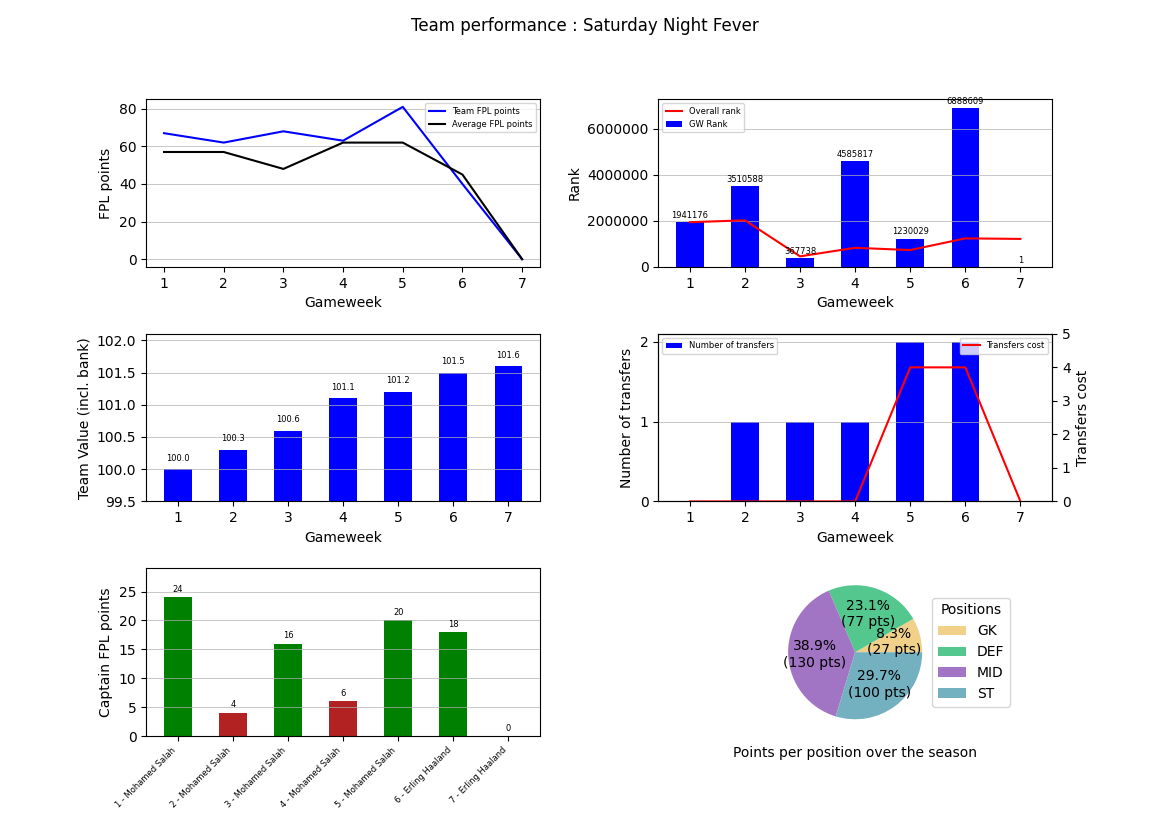 Team performance : Saturday Night Fever
80
60
40
20
0
FPL points
Team FPL points
Average FPL points
1 2 3 4 5 6 7
Gameweek
6000000
4000000
2000000
0
Rank
Overall rank
GW Rank
1941176
3510588
367738
4585817
1230029
6888609
1
1 2 3 4 5 6 7
Gameweek
102.0
101.5
101.0
100.5
100.0
99.5
Team Value (incl. bank)
100.0
100.3
100.6
101.1
101.2
101.5
101.6
1 2 3 4 5 6 7
Gameweek
2
1
0
Number of transfers
Number of transfers
Transfers cost
5
4
3
2
1
0
Transfers cost
1 2 3 4 5 6 7
Gameweek
25
20
15
10
5
0
Captain FPL points
24
4
16
6
20
18
0
1 - Mohamed Salah
2 - Mohamed Salah
3 - Mohamed Salah
4 - Mohamed Salah
5 - Mohamed Salah
6 - Erling Haaland
7 - Erling Haaland
23.1%
(77 pts)
8.3%
(27 pts)
38.9%
(130 pts)
29.7%
(100 pts)
Positions
GK
DEF
MID
ST
Points per position over the season